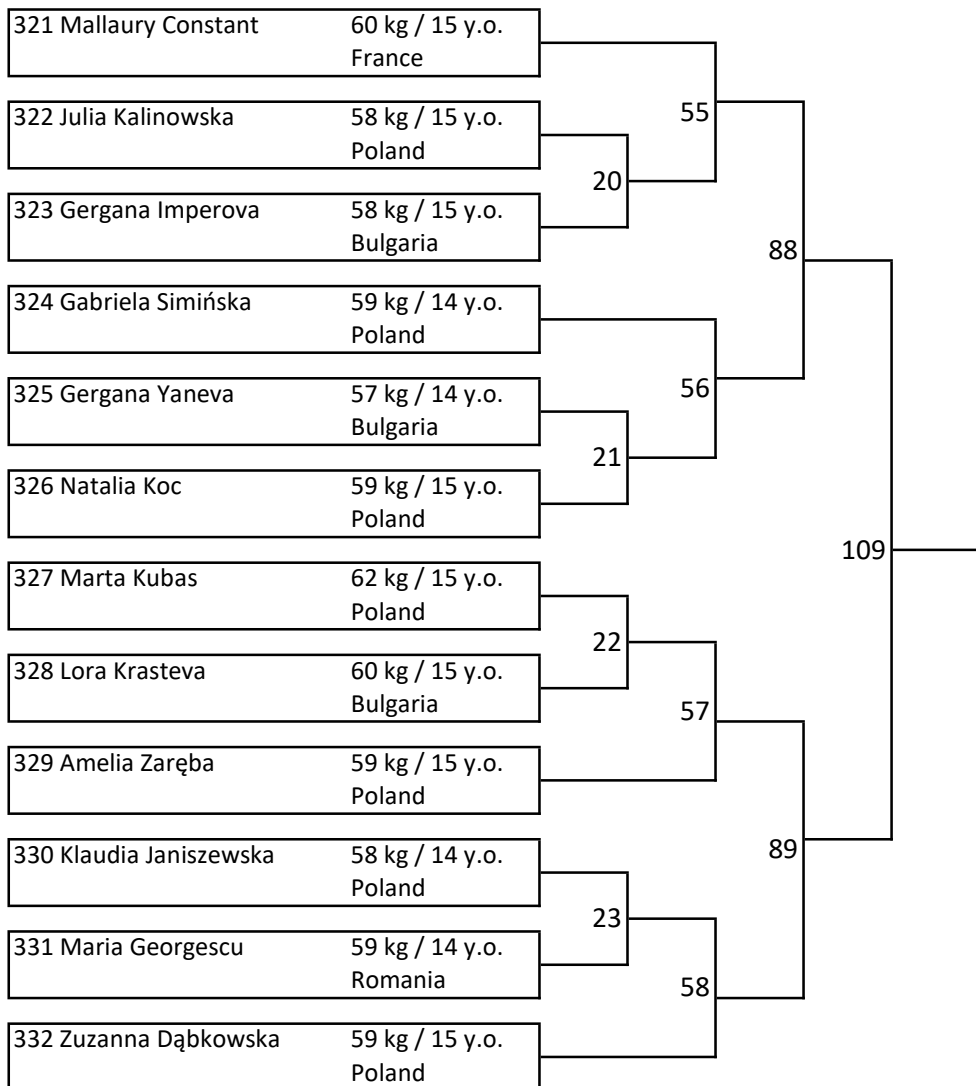 321 Mallaury Constant 60 kg / 15 y.o.
France
55
322 Julia Kalinowska 58 kg / 15 y.o.
Poland
20
323 Gergana Imperova 58 kg / 15 y.o.
Bulgaria
88
324 Gabriela Simińska 59 kg / 14 y.o.
Poland
56
325 Gergana Yaneva 57 kg / 14 y.o.
Bulgaria
21
326 Natalia Koc 59 kg / 15 y.o.
Poland
109
327 Marta Kubas 62 kg / 15 y.o.
Poland
22
328 Lora Krasteva 60 kg / 15 y.o.
Bulgaria
57
329 Amelia Zaręba 59 kg / 15 y.o.
Poland
89
330 Klaudia Janiszewska 58 kg / 14 y.o.
Poland
23
331 Maria Georgescu 59 kg / 14 y.o.
Romania
58
332 Zuzanna Dąbkowska 59 kg / 15 y.o.
Poland